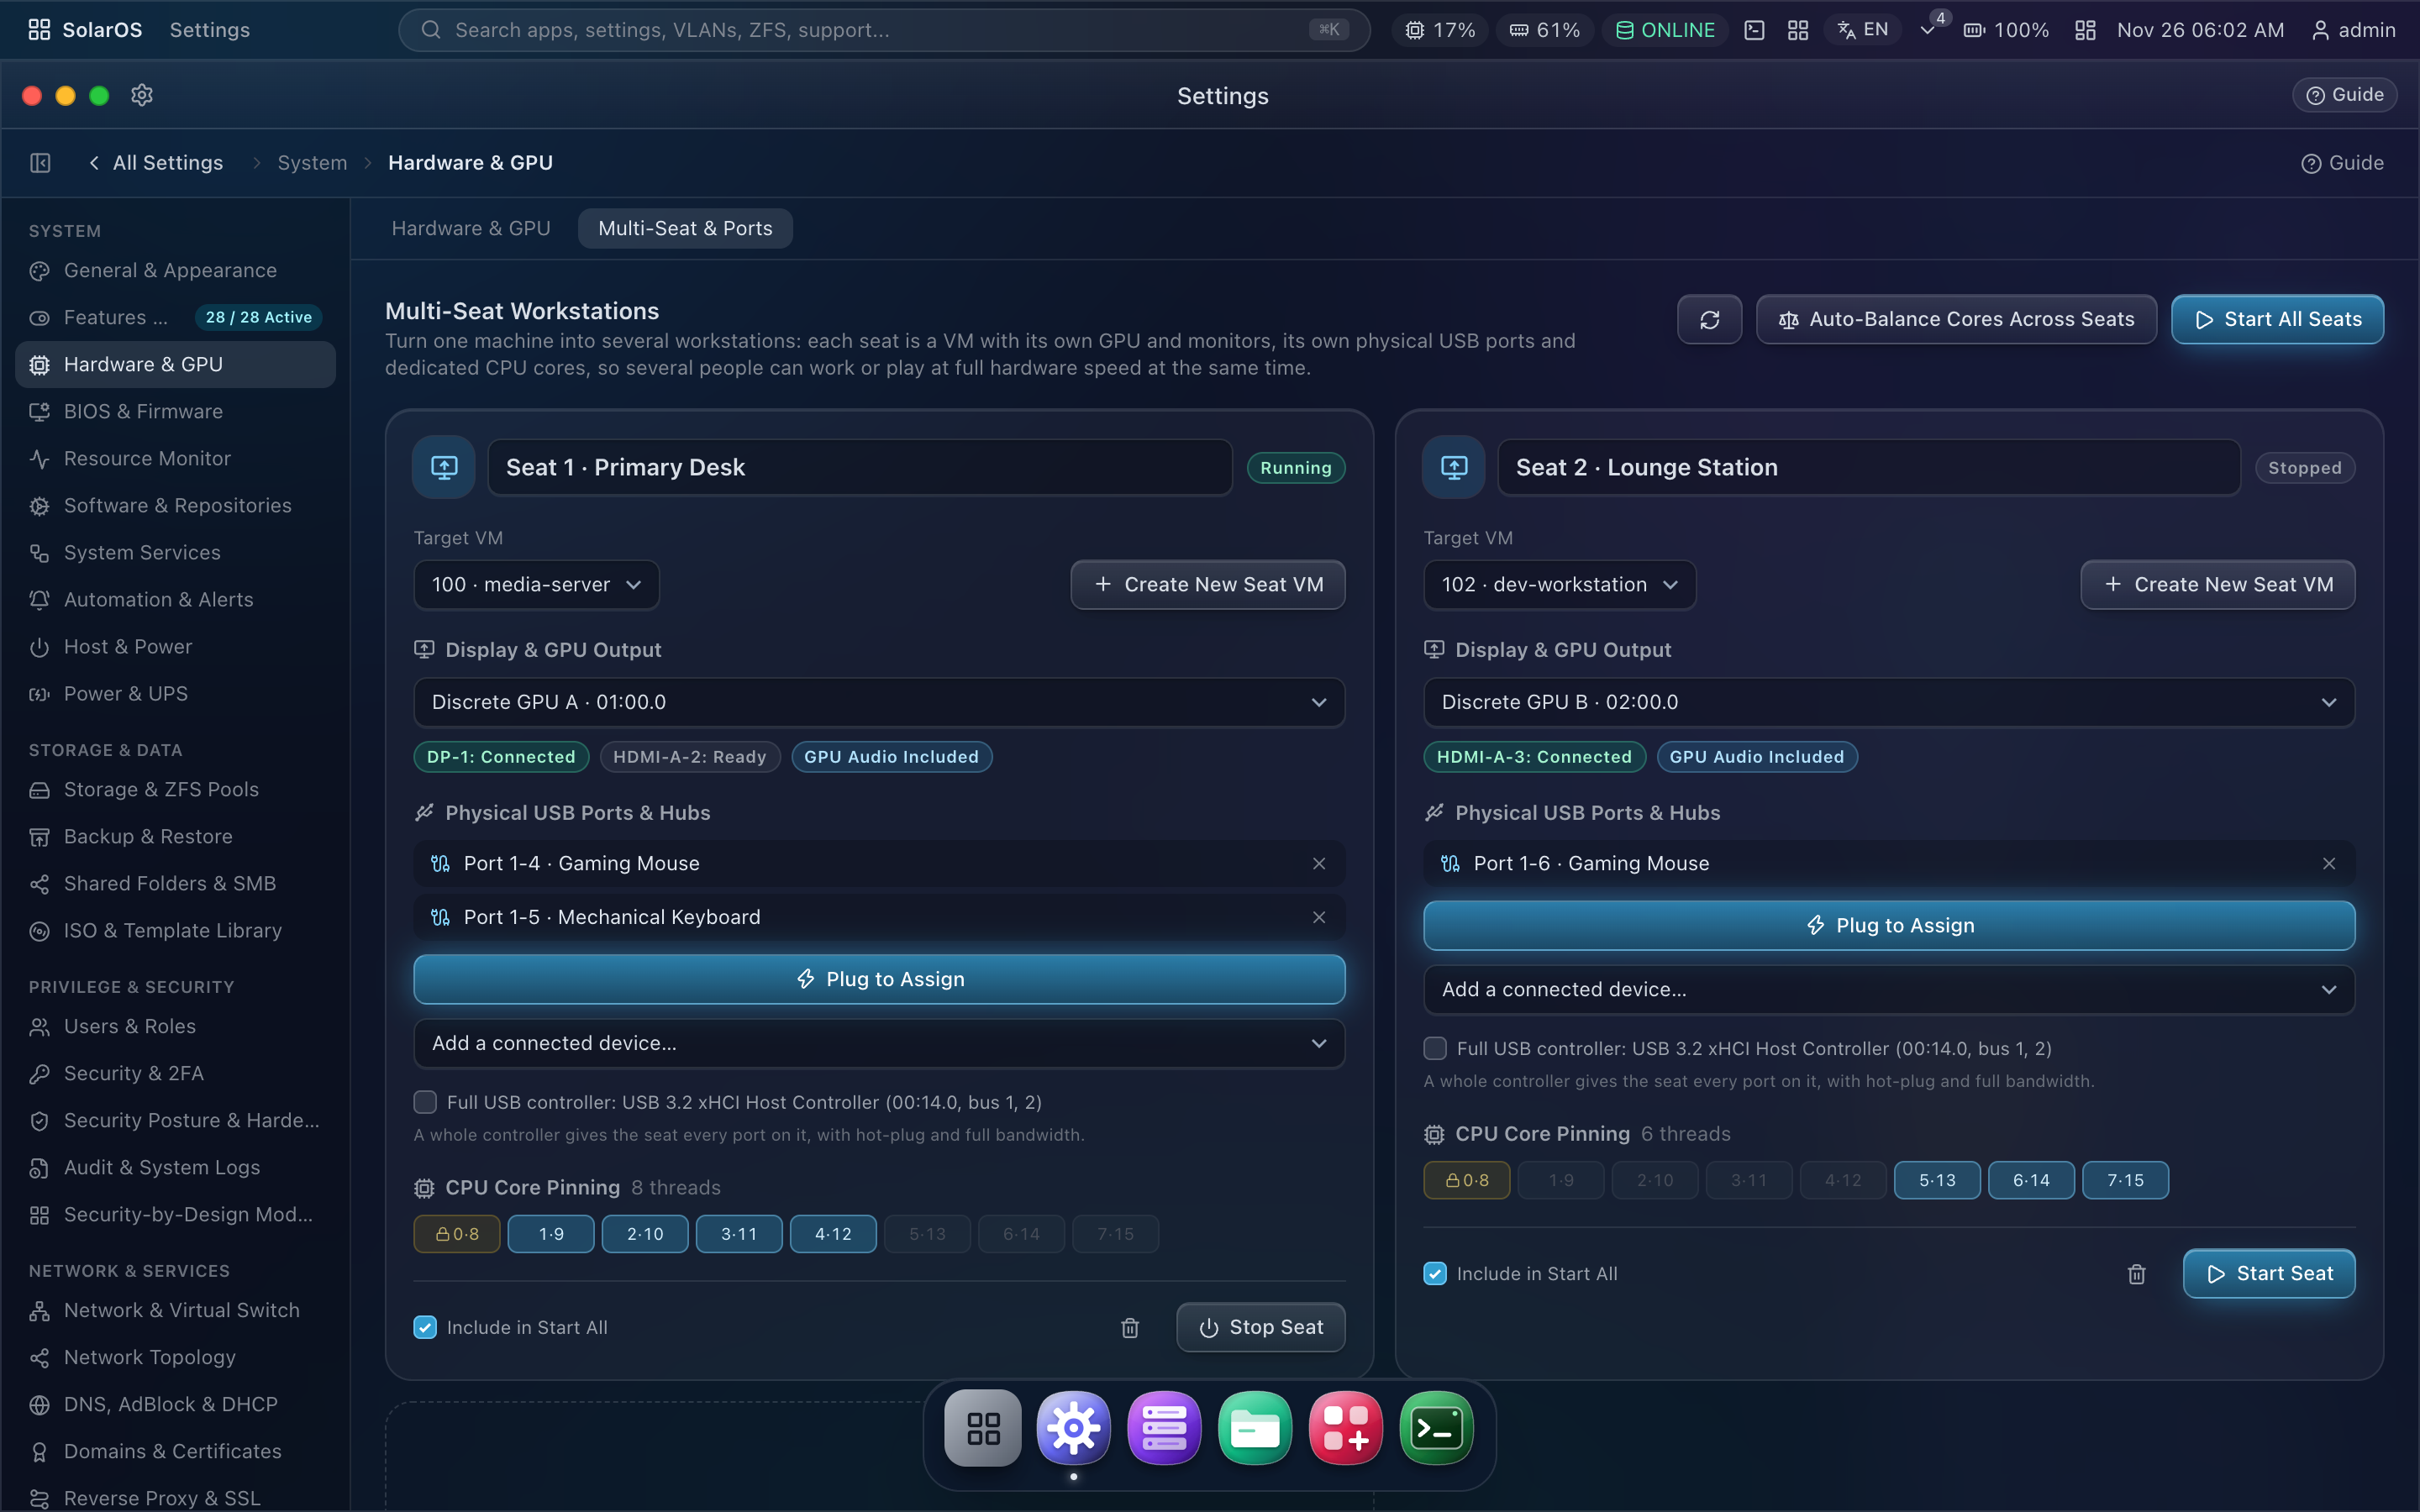 SolarOS Settings
Search apps, settings, VLANs, ZFS, support... ⌘K
17% 61% ONLINE EN 4 100% Nov 26 06:02 AM admin
Settings
Guide
All Settings System Hardware & GPU
Guide
SYSTEM
General & Appearance
Features ... 28 / 28 Active
Hardware & GPU
BIOS & Firmware
Resource Monitor
Software & Repositories
System Services
Automation & Alerts
Host & Power
Power & UPS
STORAGE & DATA
Storage & ZFS Pools
Backup & Restore
Shared Folders & SMB
ISO & Template Library
PRIVILEGE & SECURITY
Users & Roles
Security & 2FA
Security Posture & Harde...
Audit & System Logs
Security-by-Design Mod...
NETWORK & SERVICES
Network & Virtual Switch
Network Topology
DNS, AdBlock & DHCP
Domains & Certificates
Reverse Proxy & SSL
Hardware & GPU Multi-Seat & Ports
Multi-Seat Workstations
Turn one machine into several workstations: each seat is a VM with its own GPU and monitors, its own physical USB ports and
dedicated CPU cores, so several people can work or play at full hardware speed at the same time.
Auto-Balance Cores Across Seats
Start All Seats
Seat 1 · Primary Desk Running
Target VM
100 · media-server
Create New Seat VM
Display & GPU Output
Discrete GPU A · 01:00.0
DP-1: Connected HDMI-A-2: Ready GPU Audio Included
Physical USB Ports & Hubs
Port 1-4 · Gaming Mouse
Port 1-5 · Mechanical Keyboard
Plug to Assign
Add a connected device...
Full USB controller: USB 3.2 xHCI Host Controller (00:14.0, bus 1, 2)
A whole controller gives the seat every port on it, with hot-plug and full bandwidth.
CPU Core Pinning 8 threads
0·8 1·9 2·10 3·11 4·12 5·13 6·14 7·15
Include in Start All
Stop Seat
Seat 2 · Lounge Station Stopped
Target VM
102 · dev-workstation
Create New Seat VM
Display & GPU Output
Discrete GPU B · 02:00.0
HDMI-A-3: Connected GPU Audio Included
Physical USB Ports & Hubs
Port 1-6 · Gaming Mouse
Plug to Assign
Add a connected device...
Full USB controller: USB 3.2 xHCI Host Controller (00:14.0, bus 1, 2)
A whole controller gives the seat every port on it, with hot-plug and full bandwidth.
CPU Core Pinning 6 threads
0·8 1·9 2·10 3·11 4·12 5·13 6·14 7·15
Include in Start All
Start Seat